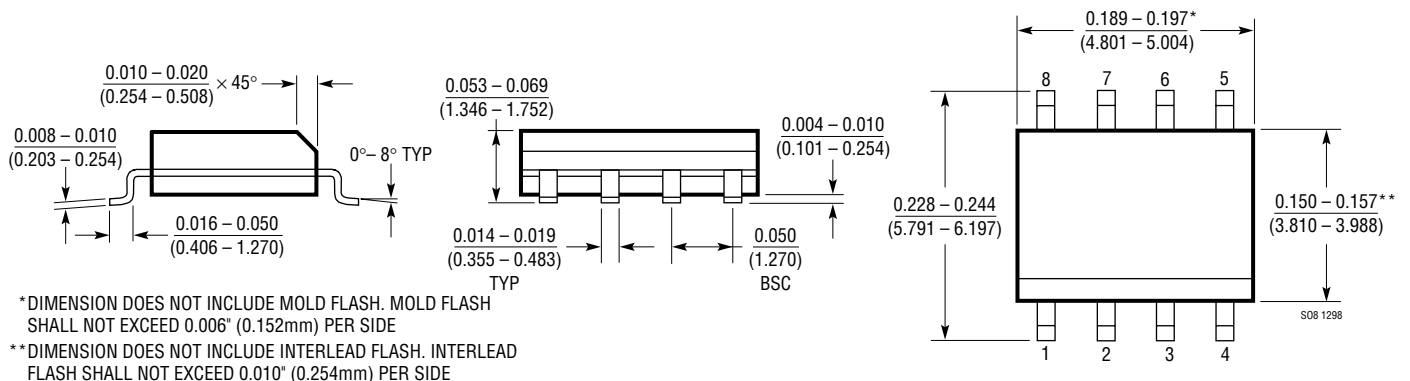 0.010 – 0.020
(0.254 – 0.508)
× 45°
0.008 – 0.010
(0.203 – 0.254)
0°– 8° TYP
0.016 – 0.050
(0.406 – 1.270)
0.053 – 0.069
(1.346 – 1.752)
0.004 – 0.010
(0.101 – 0.254)
0.014 – 0.019
(0.355 – 0.483)
TYP
0.050
(1.270)
BSC
0.189 – 0.197*
(4.801 – 5.004)
8 7 6 5
0.228 – 0.244
(5.791 – 6.197)
0.150 – 0.157**
(3.810 – 3.988)
1 2 3 4
SO8 1298
*DIMENSION DOES NOT INCLUDE MOLD FLASH. MOLD FLASH
SHALL NOT EXCEED 0.006" (0.152mm) PER SIDE
**DIMENSION DOES NOT INCLUDE INTERLEAD FLASH. INTERLEAD
FLASH SHALL NOT EXCEED 0.010" (0.254mm) PER SIDE